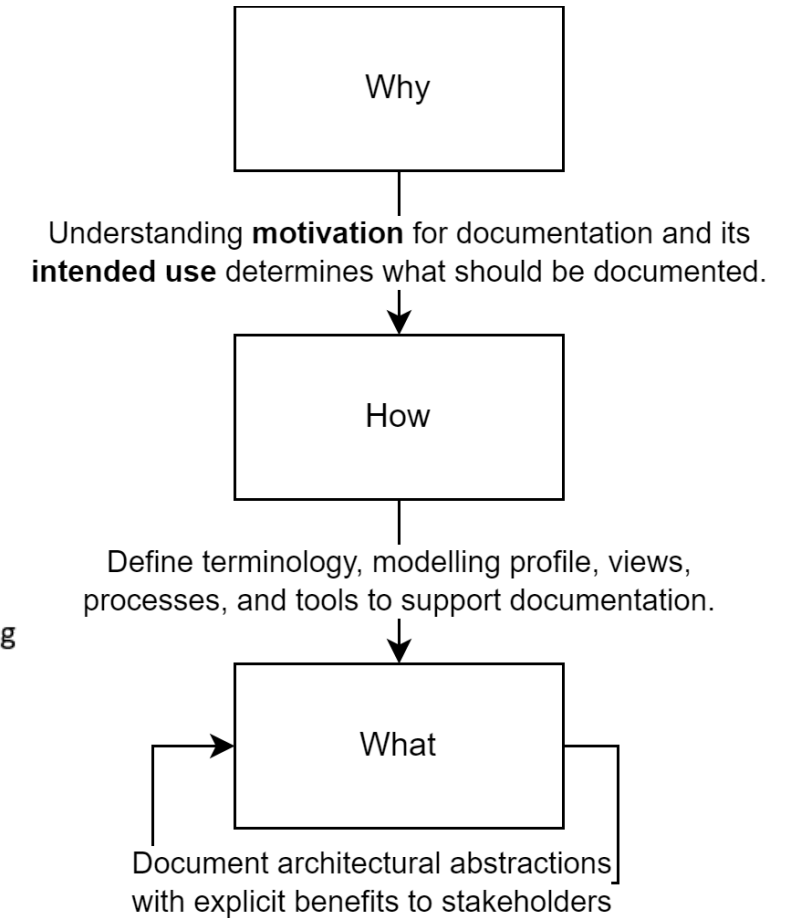 Why
Understanding motivation for documentation and its
intended use determines what should be documented.
How
Define terminology, modelling profile, views,
processes, and tools to support documentation.
g
What
Document architectural abstractions
with explicit benefits to stakeholders